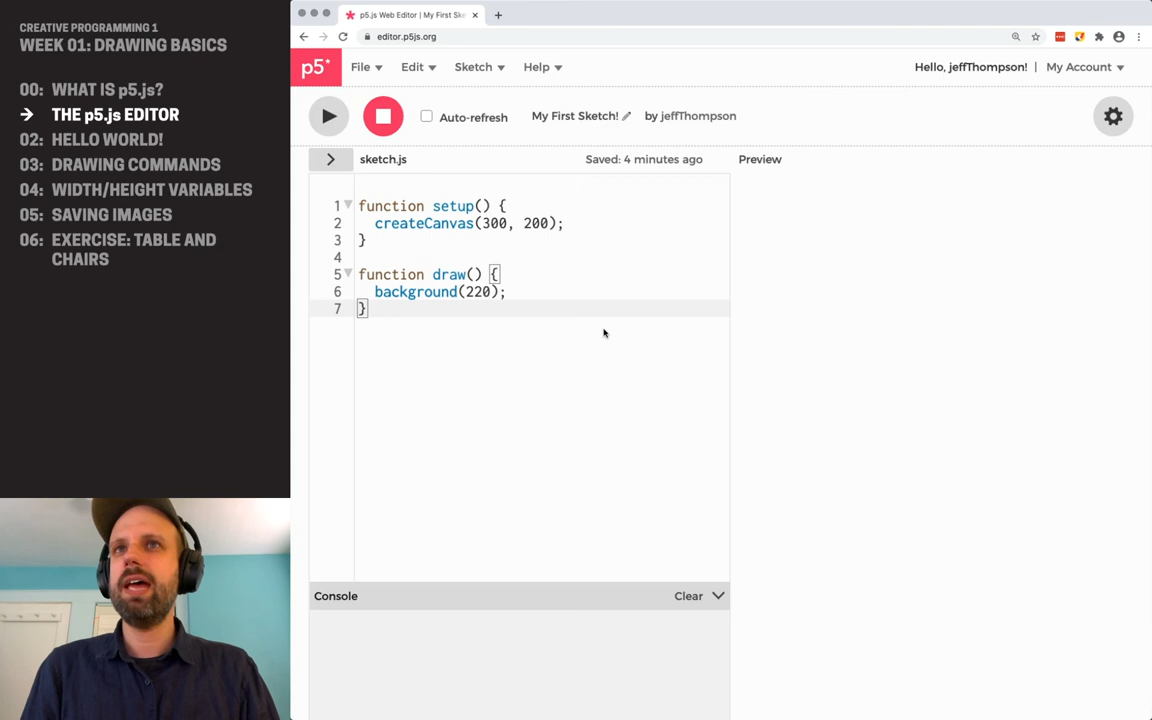 CREATIVE PROGRAMMING 1
WEEK 01: DRAWING BASICS
00: WHAT IS p5.js?
→ THE p5.js EDITOR
02: HELLO WORLD!
03: DRAWING COMMANDS
04: WIDTH/HEIGHT VARIABLES
05: SAVING IMAGES
06: EXERCISE: TABLE AND
CHAIRS
p5.js Web Editor | My First Ske
editor.p5js.org
p5*
File
Edit
Sketch
Help
Hello, jeffThompson!
|
My Account
Auto-refresh
My First Sketch!
by jeffThompson
sketch.js
Saved: 4 minutes ago
Preview
1 function setup() {
2 createCanvas(300, 200);
3 }
4
5 function draw() {
6 background(220);
7 }
Console
Clear